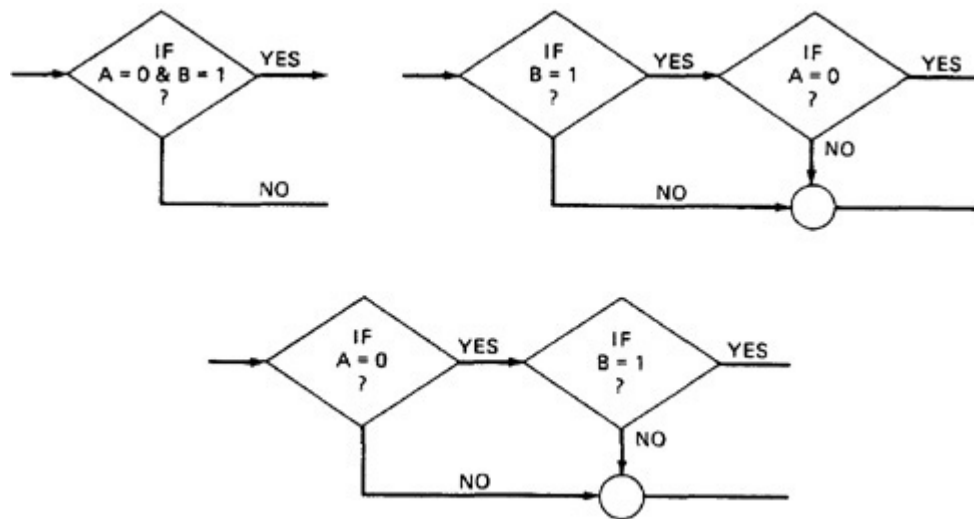 IF
A = 0 & B = 1
?
YES
NO
IF
B = 1
?
YES
NO
IF
A = 0
?
YES
NO
IF
A = 0
?
YES
NO
IF
B = 1
?
YES
NO